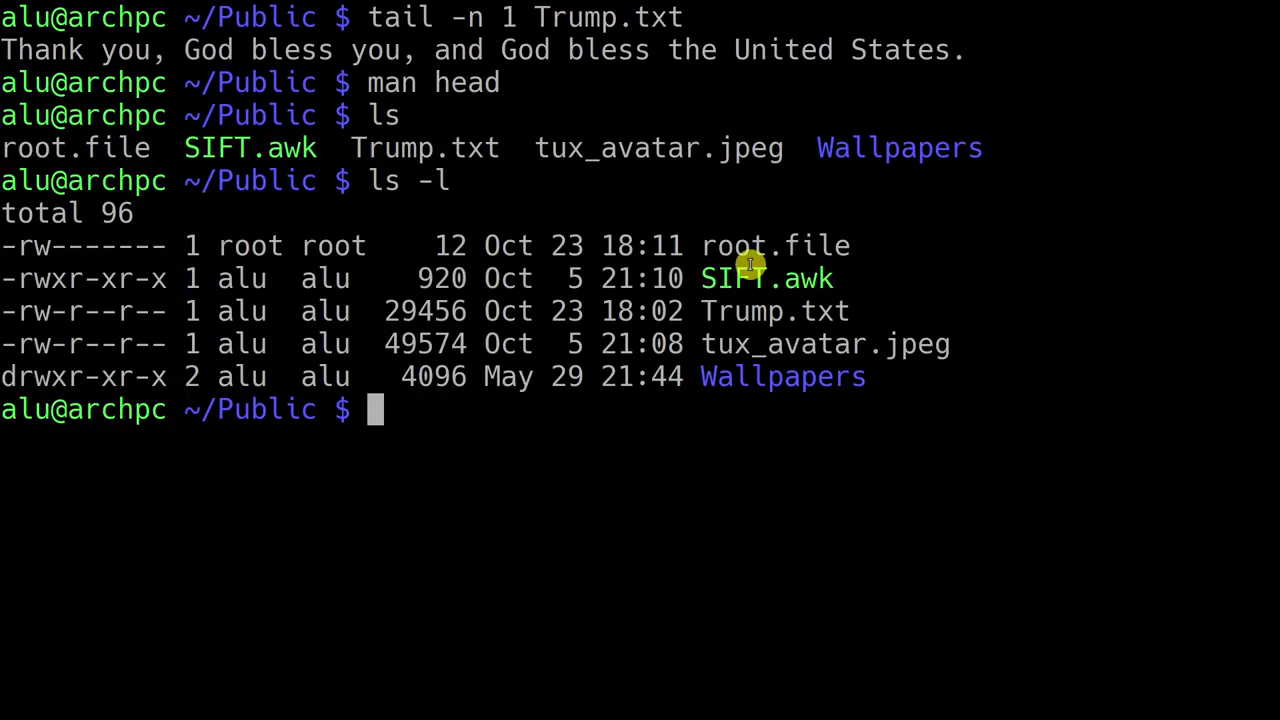 alu@archpc ~/Public $ tail -n 1 Trump.txt
Thank you, God bless you, and God bless the United States.
alu@archpc ~/Public $ man head
alu@archpc ~/Public $ ls
root.file  SIFT.awk  Trump.txt  tux_avatar.jpeg  Wallpapers
alu@archpc ~/Public $ ls -l
total 96
-rw------- 1 root root    12 Oct 23 18:11 root.file
-rwxr-xr-x 1 alu  alu    920 Oct  5 21:10 SIFT.awk
-rw-r--r-- 1 alu  alu  29456 Oct 23 18:02 Trump.txt
-rw-r--r-- 1 alu  alu  49574 Oct  5 21:08 tux_avatar.jpeg
drwxr-xr-x 2 alu  alu   4096 May 29 21:44 Wallpapers
alu@archpc ~/Public $